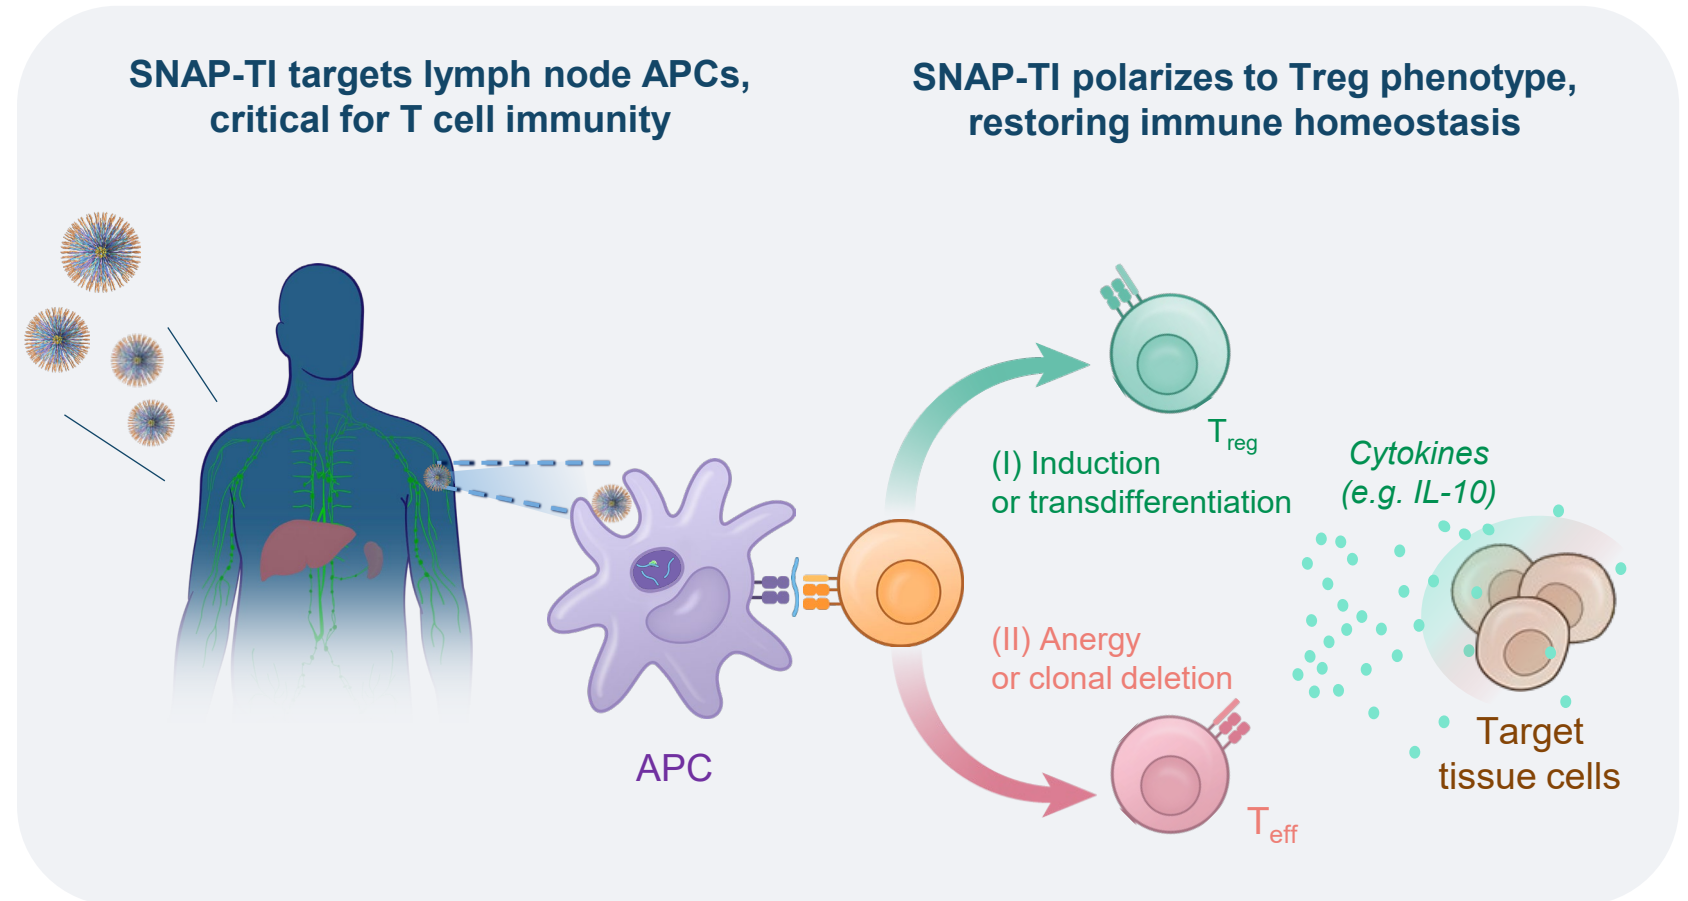 SNAP-TI targets lymph node APCs,
critical for T cell immunity
SNAP-TI polarizes to Treg phenotype,
restoring immune homeostasis
APC
Treg
(I) Induction
or transdifferentiation
(II) Anergy
or clonal deletion
Teff
Cytokines
(e.g. IL-10)
Target
tissue cells